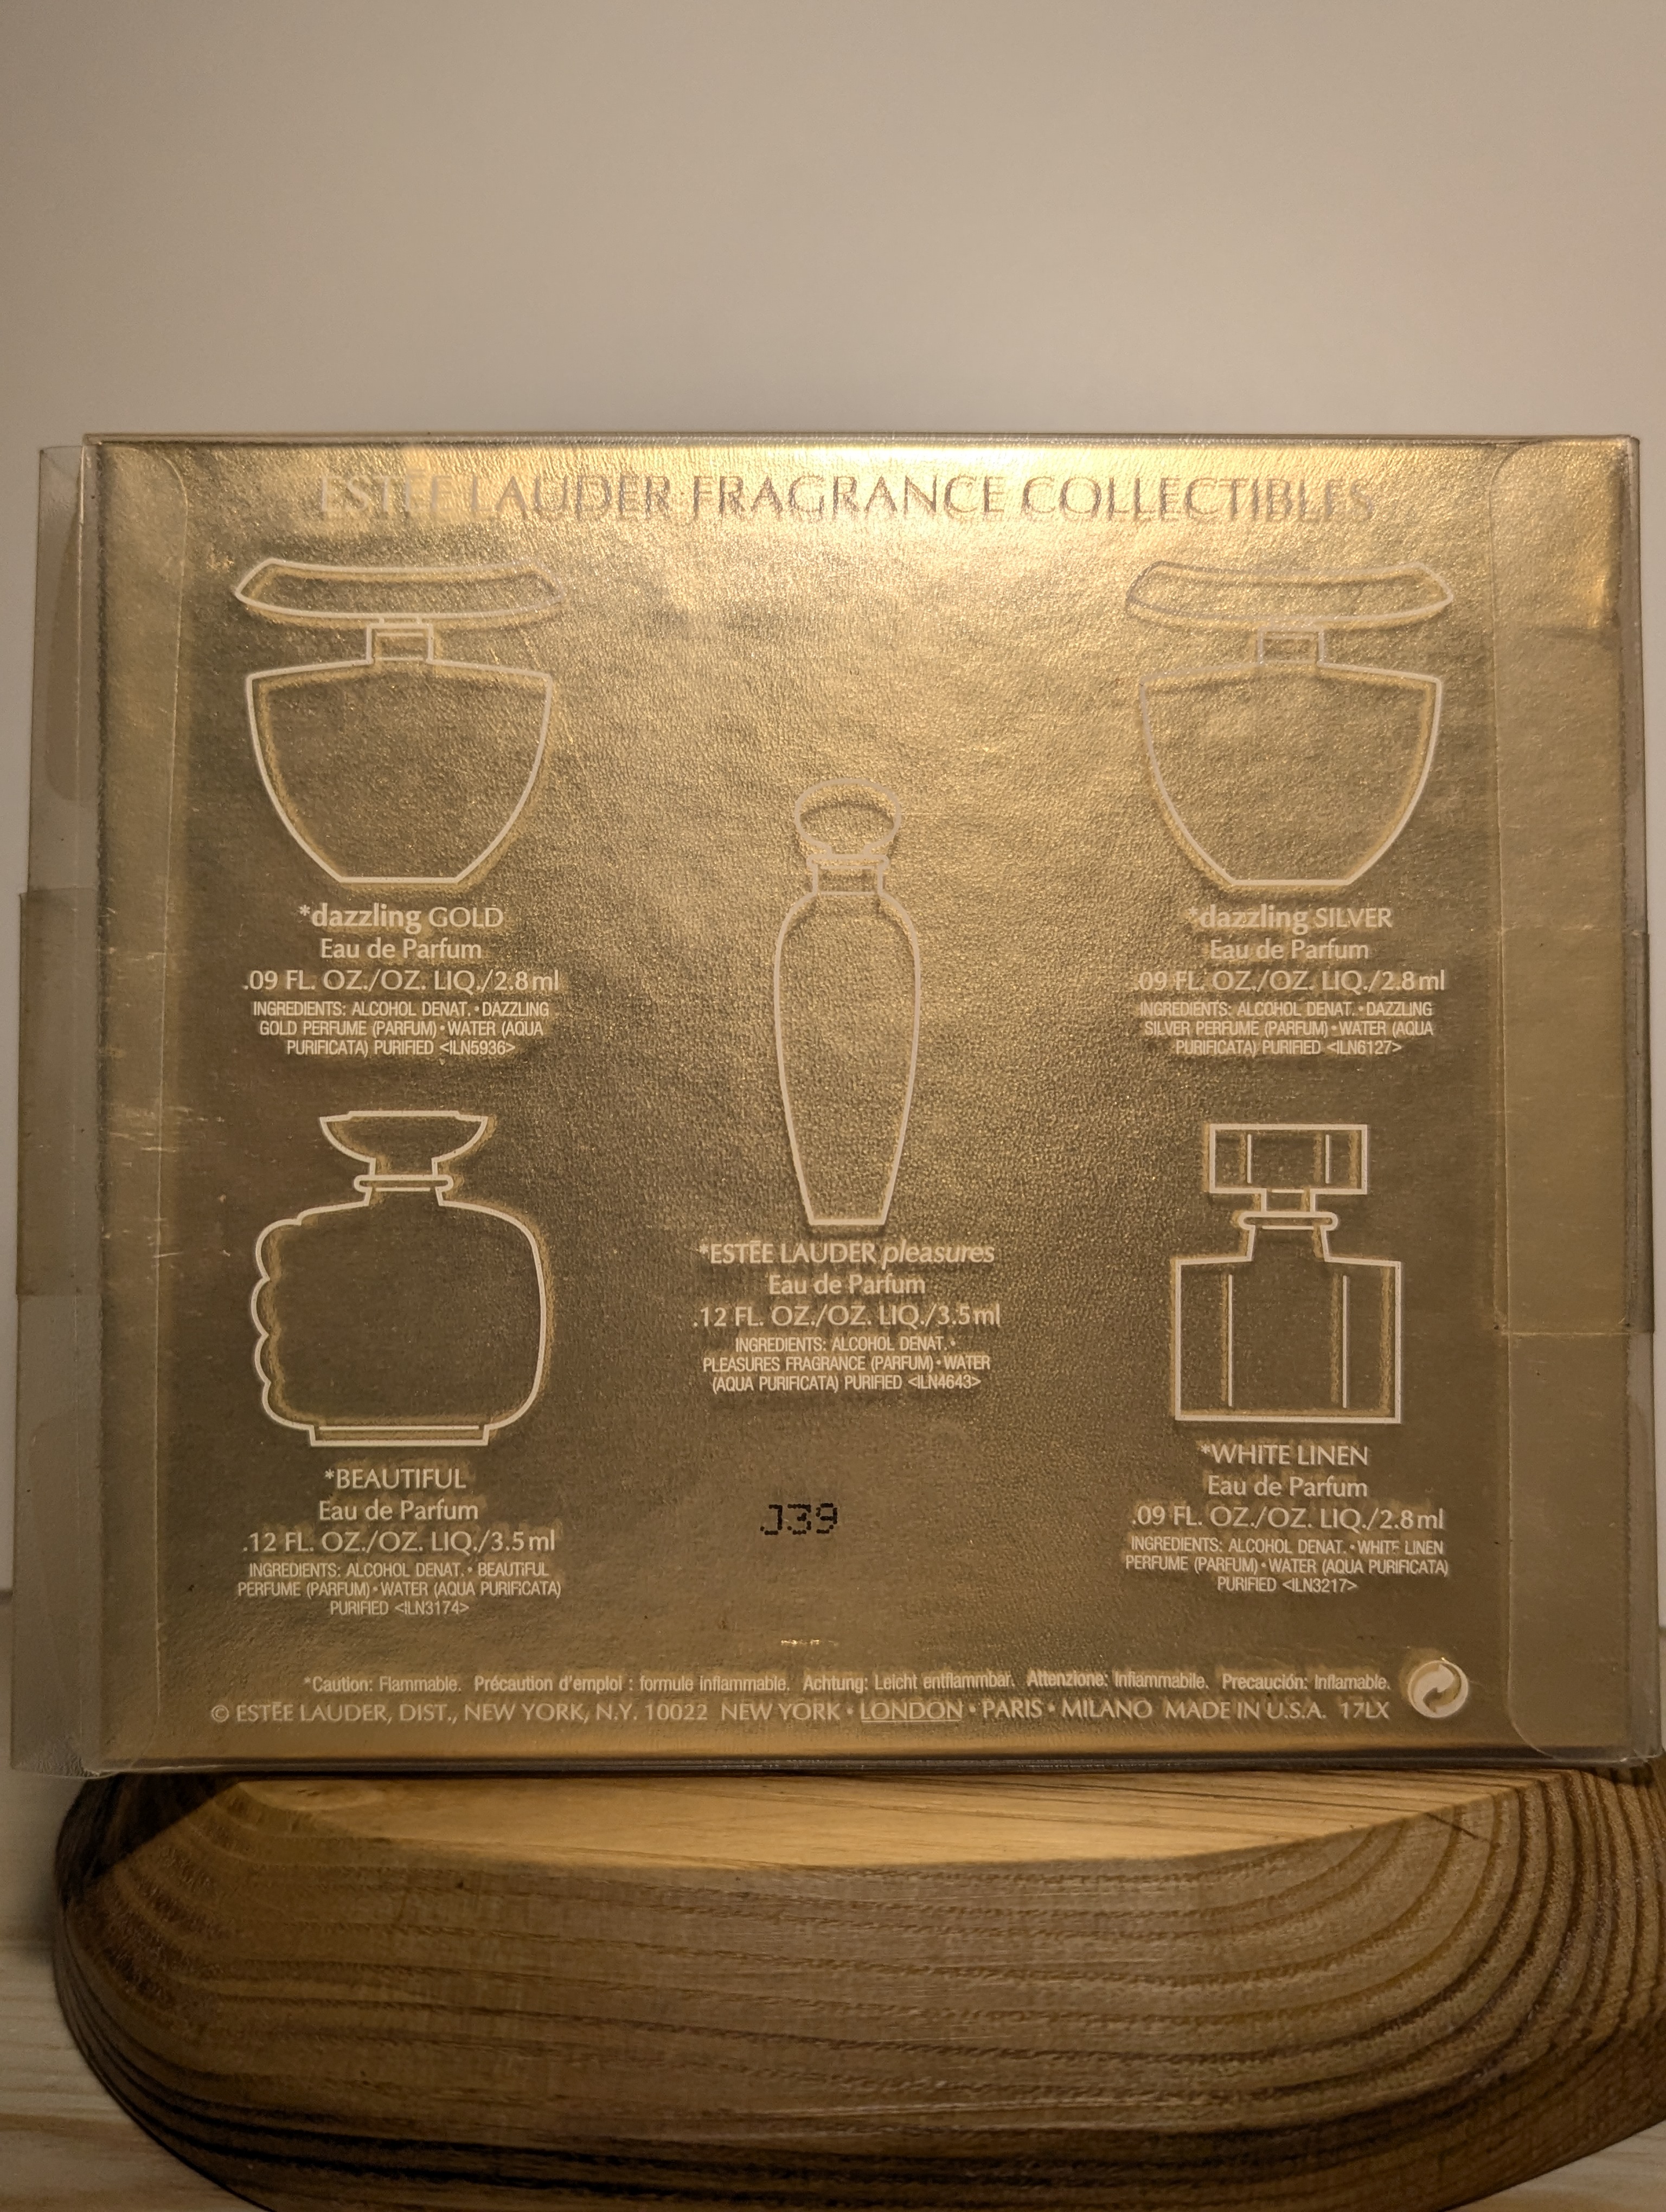 ESTĒE LAUDER FRAGRANCE COLLECTIBLES
*dazzling GOLD
Eau de Parfum
.09 FL. OZ./OZ. LIQ./2.8 ml
INGREDIENTS: ALCOHOL DENAT. • DAZZLING
GOLD PERFUME (PARFUM) • WATER (AQUA
PURIFICATA) PURIFIED <ILN5936>
*dazzling SILVER
Eau de Parfum
.09 FL. OZ./OZ. LIQ./2.8 ml
INGREDIENTS: ALCOHOL DENAT. • DAZZLING
SILVER PERFUME (PARFUM) • WATER (AQUA
PURIFICATA) PURIFIED <ILN6127>
*ESTĒE LAUDER pleasures
Eau de Parfum
.12 FL. OZ./OZ. LIQ./3.5 ml
INGREDIENTS: ALCOHOL DENAT. •
PLEASURES FRAGRANCE (PARFUM) • WATER
(AQUA PURIFICATA) PURIFIED <ILN4643>
*BEAUTIFUL
Eau de Parfum
.12 FL. OZ./OZ. LIQ./3.5 ml
INGREDIENTS: ALCOHOL DENAT. • BEAUTIFUL
PERFUME (PARFUM) • WATER (AQUA PURIFICATA)
PURIFIED <ILN3174>
*WHITE LINEN
Eau de Parfum
.09 FL. OZ./OZ. LIQ./2.8 ml
INGREDIENTS: ALCOHOL DENAT. • WHITE LINEN
PERFUME (PARFUM) • WATER (AQUA PURIFICATA)
PURIFIED <ILN3217>
J39
*Caution: Flammable. Précaution d'emploi : formule inflammable. Achtung: Leicht entflammbar. Attenzione: Infiammabile. Precaución: Inflamable.
© ESTĒE LAUDER, DIST., NEW YORK, N.Y. 10022 NEW YORK • LONDON • PARIS • MILANO MADE IN U.S.A. 17LX